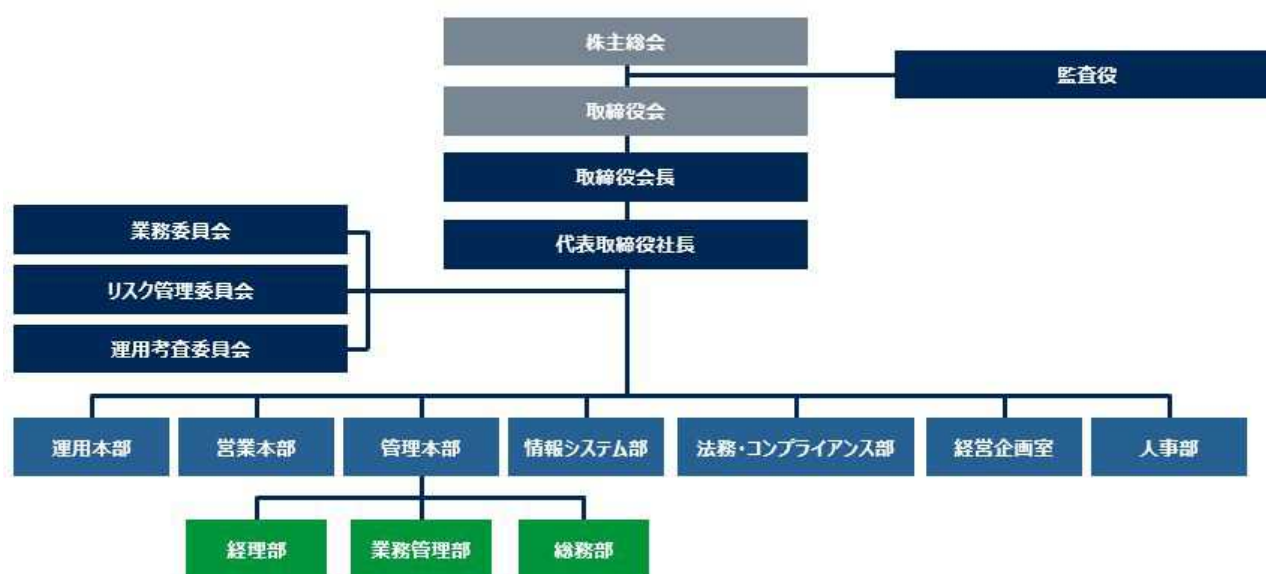 株主総会
監査役
取締役会
取締役会長
代表取締役社長
業務委員会
リスク管理委員会
運用考査委員会
運用本部
営業本部
管理本部
情報システム部
法務・コンプライアンス部
経営企画室
人事部
経理部
業務管理部
総務部